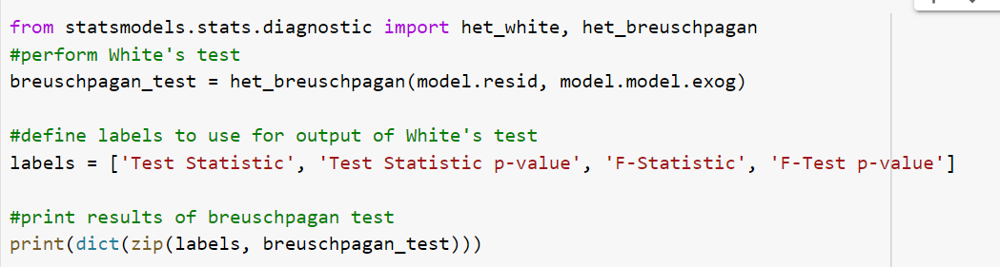 from statsmodels.stats.diagnostic import het_white, het_breuschpagan
#perform White's test
breuschpagan_test = het_breuschpagan(model.resid, model.model.exog)
#define labels to use for output of White's test
labels = ['Test Statistic', 'Test Statistic p-value', 'F-Statistic', 'F-Test p-value']
#print results of breuschpagan test
print(dict(zip(labels, breuschpagan_test)))